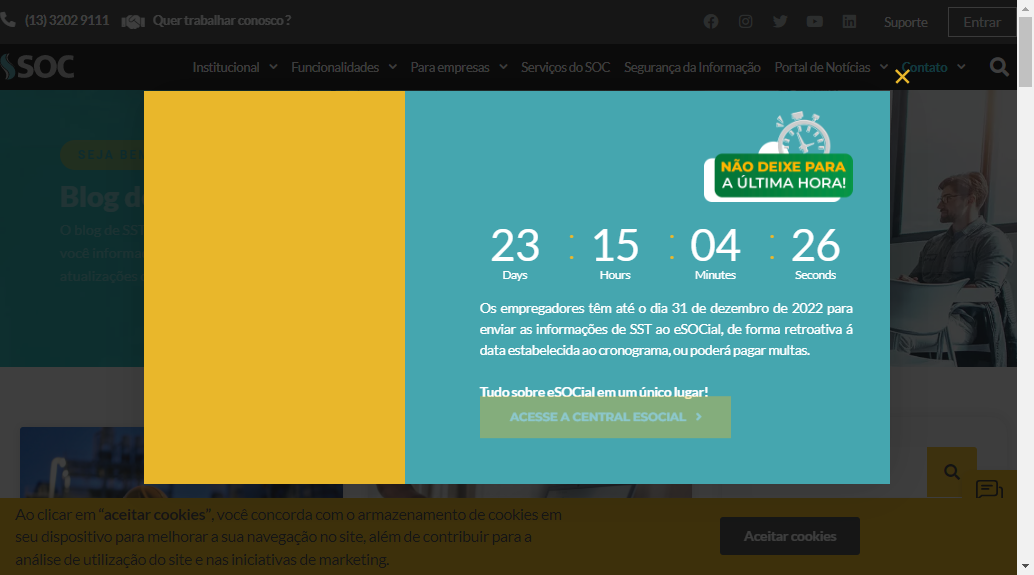 (13) 3202 9111 Quer trabalhar conosco ? Suporte Entrar
SOC Institucional Funcionalidades Para empresas Serviços do SOC Segurança da Informação Portal de Notícias Contato
SEJA
Blog
O blog de SST
você
atualizações
NÃO DEIXE PARA
A ÚLTIMA HORA!
23 : 15 : 04 : 26
Days Hours Minutes Seconds
Os empregadores têm até o dia 31 de dezembro de 2022 para
enviar as informações de SST ao eSOCial, de forma retroativa á
data estabelecida ao cronograma, ou poderá pagar multas.
Tudo sobre eSOCial em um único lugar!
ACESSE A CENTRAL ESOCIAL
Ao clicar em “aceitar cookies”, você concorda com o armazenamento de cookies em
seu dispositivo para melhorar a sua navegação no site, além de contribuir para a
análise de utilização do site e nas iniciativas de marketing.
Aceitar cookies